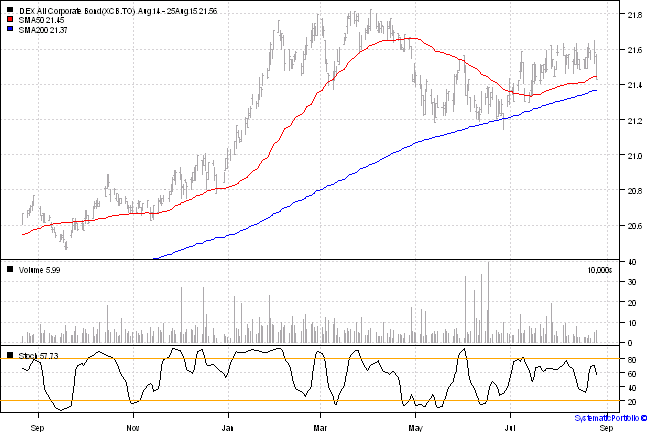 DEX All Corporate Bond(XCB.TO) Aug14 - 25Aug15 21.56
SMA50 21.45
SMA200 21.37
21.8
21.6
21.4
21.2
21.0
20.8
20.6
Volume 5.99
10,000s
40
30
20
10
0
Stoch 57.73
80
60
40
20
Sep Nov Jan Mar May Jul Sep
SystematicPortfolio ©